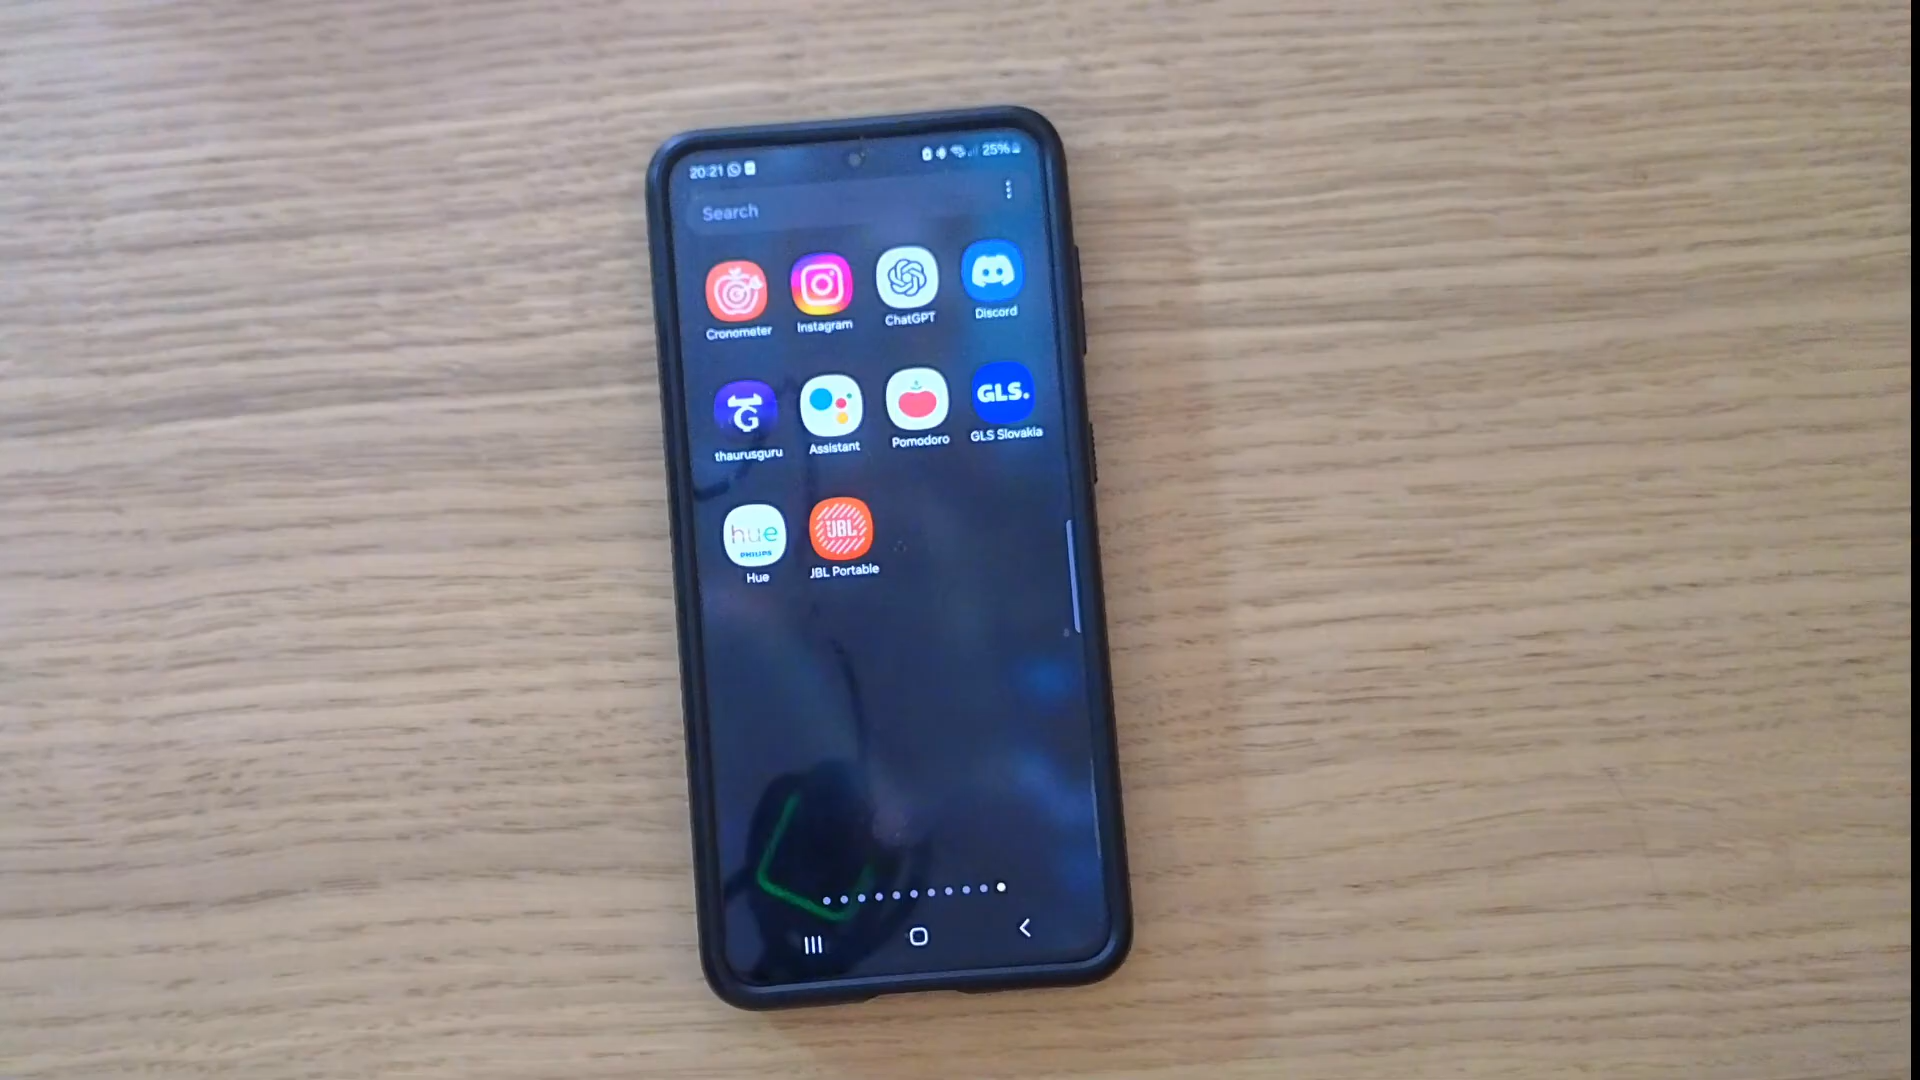 20:21 25%
Search
Cronometer Instagram ChatGPT Discord
G GLS.
thaurusguru Assistant Pomodoro GLS Slovakia
hue JBL
PHILIPS
Hue JBL Portable